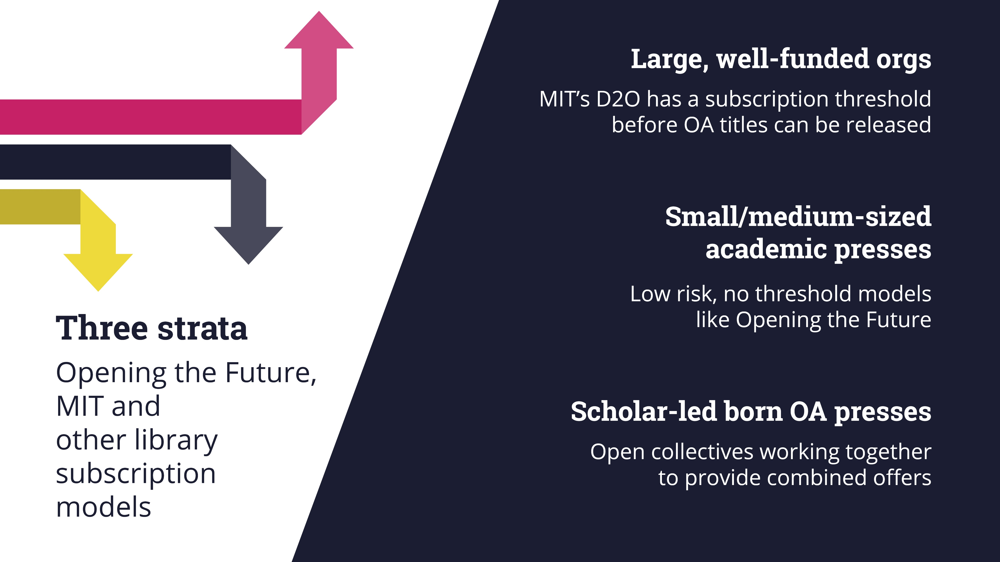 Three strata
Opening the Future,
MIT and
other library
subscription
models
Large, well-funded orgs
MIT’s D2O has a subscription threshold
before OA titles can be released
Small/medium-sized
academic presses
Low risk, no threshold models
like Opening the Future
Scholar-led born OA presses
Open collectives working together
to provide combined offers